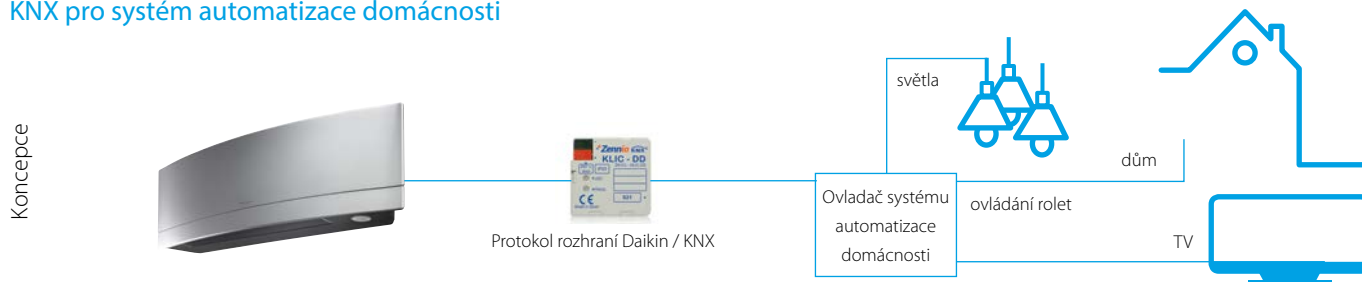 KNX pro systém automatizace domácnosti
Koncepce
Zennio KNX
KLIC - DD
CE
Protokol rozhraní Daikin / KNX
světla
Ovladač systému
automatizace
domácnosti
dům
ovládání rolet
TV